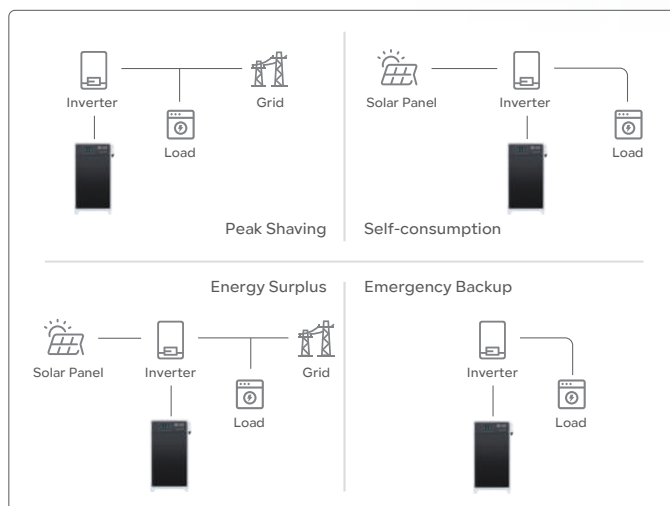 Inverter
Grid
Load
Peak Shaving
Solar Panel
Inverter
Load
Self-consumption
Energy Surplus
Solar Panel
Inverter
Grid
Load
Emergency Backup
Inverter
Load